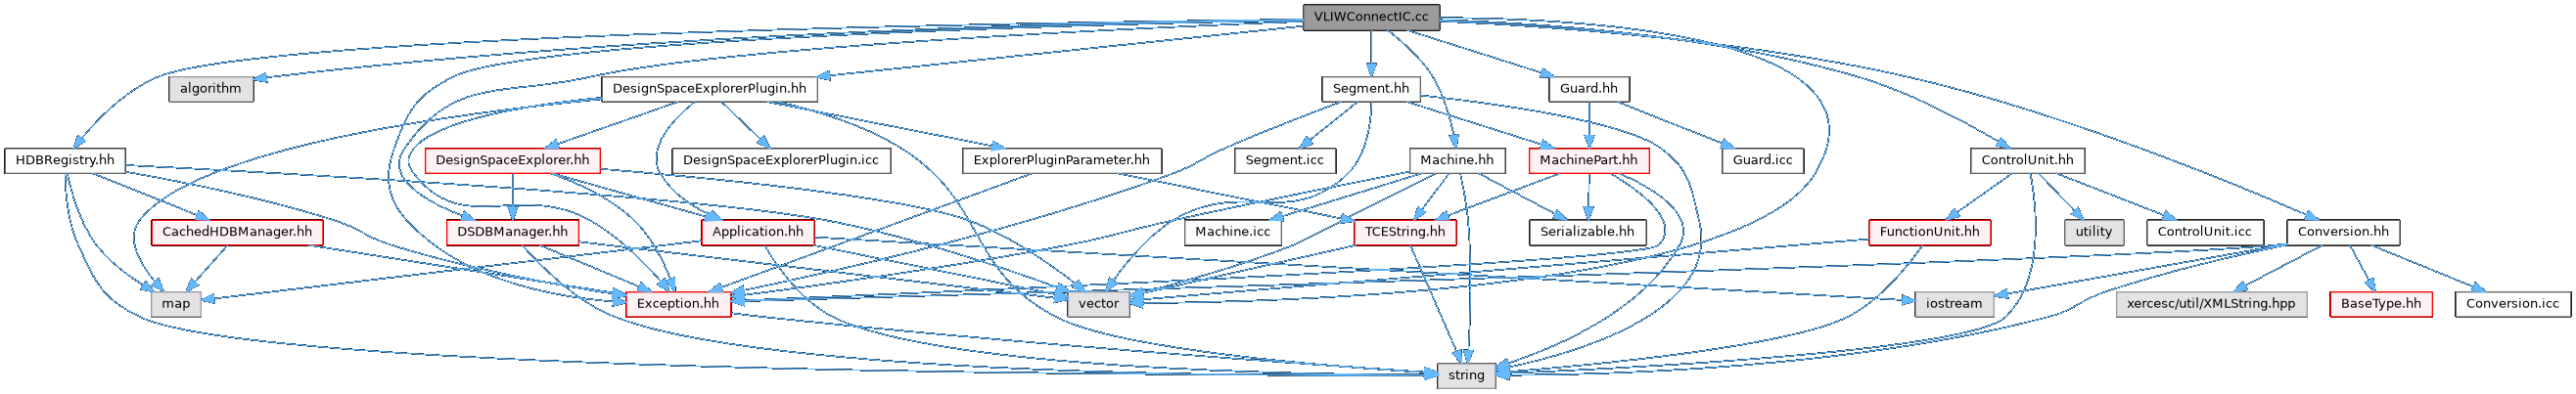 VLIWConnectIC.cc
algorithm
DesignSpaceExplorerPlugin.hh
Segment.hh
Guard.hh
HDBRegistry.hh
DesignSpaceExplorer.hh
DesignSpaceExplorerPlugin.icc
ExplorerPluginParameter.hh
Segment.icc
Machine.hh
MachinePart.hh
Guard.icc
ControlUnit.hh
CachedHDBManager.hh
DSDBManager.hh
Application.hh
Machine.icc
TCEString.hh
Serializable.hh
FunctionUnit.hh
utility
ControlUnit.icc
Conversion.hh
map
Exception.hh
vector
iostream
xercesc/util/XMLString.hpp
BaseType.hh
Conversion.icc
string